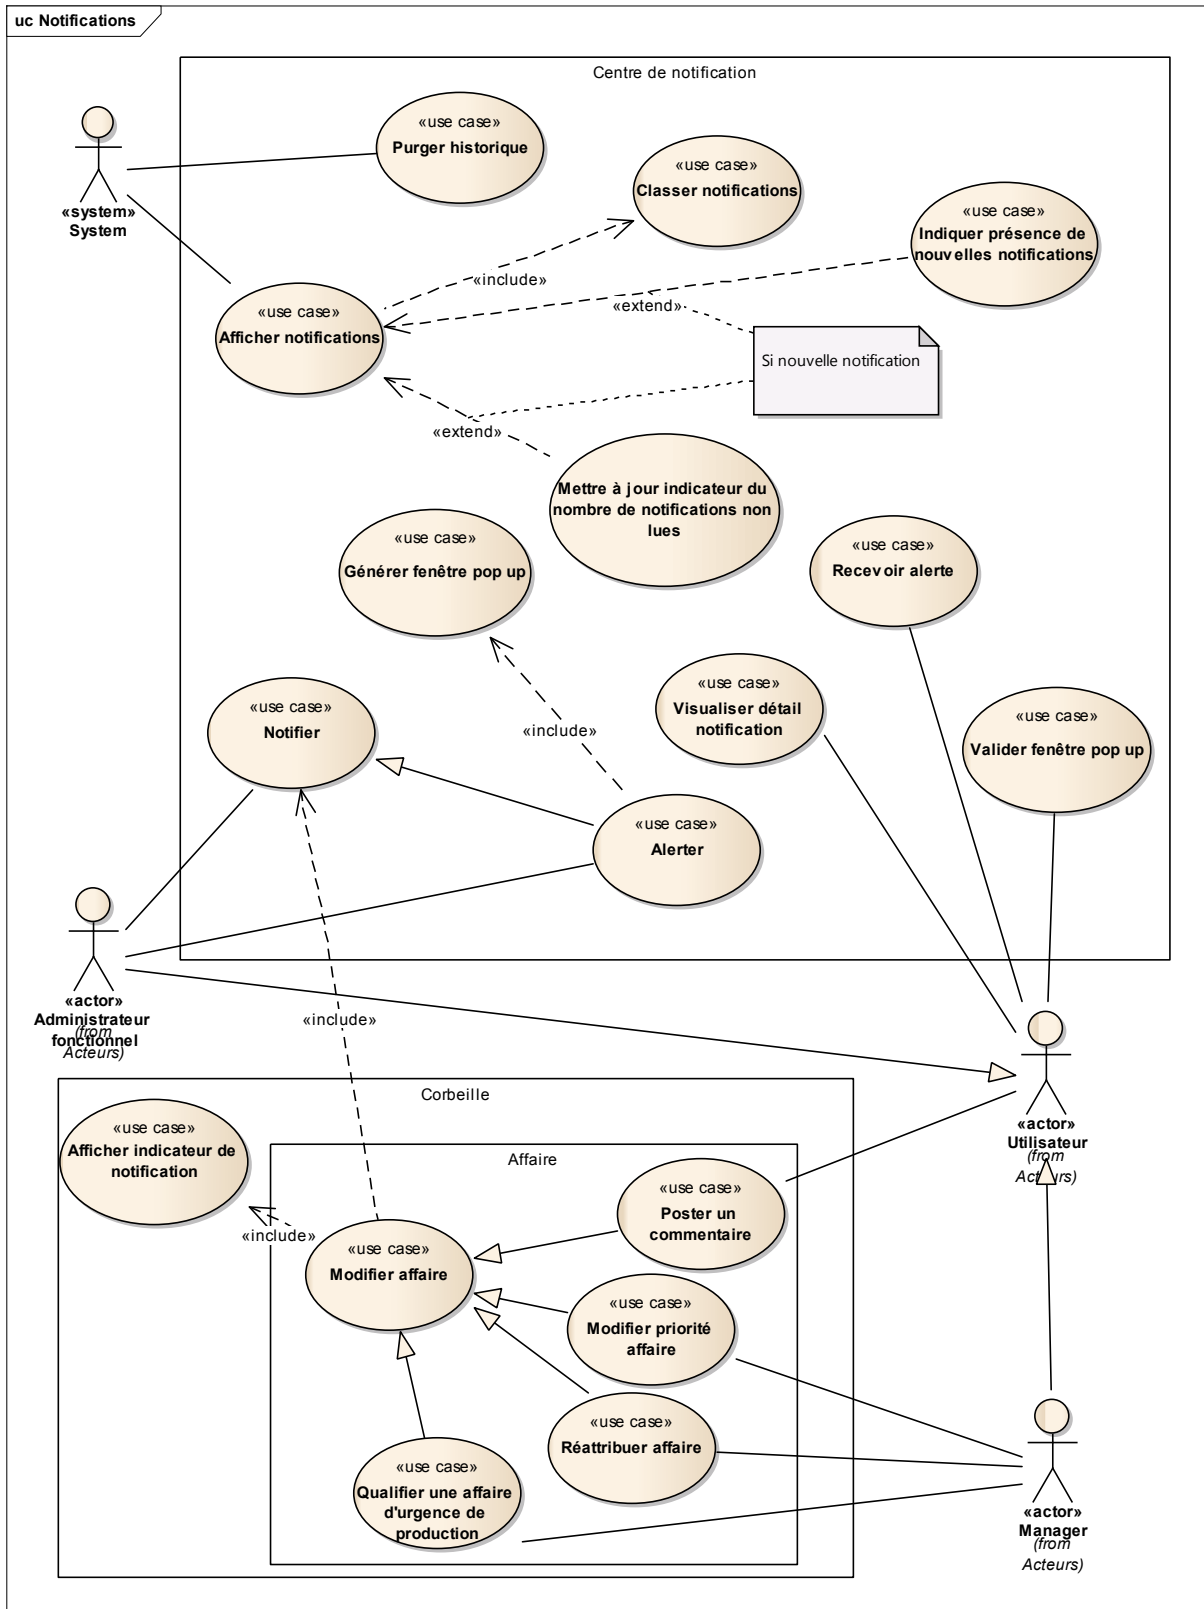 uc Notifications
Centre de notification
«system»
System
«use case»
Purger historique
«use case»
Classer notifications
«use case»
Indiquer présence de
nouvelles notifications
«include»
«use case»
Afficher notifications
«extend»
Si nouvelle notification
«extend»
Mettre à jour indicateur du
nombre de notifications non
lues
«use case»
Générer fenêtre pop up
«use case»
Recevoir alerte
«use case»
Visualiser détail
notification
«use case»
Notifier
«include»
«use case»
Valider fenêtre pop up
«use case»
Alerter
«actor»
Administrateur
fonctionnel
(from
Acteurs)
«include»
«actor»
Utilisateur
(from
Acteurs)
Corbeille
«use case»
Afficher indicateur de
notification
Affaire
«use case»
Poster un
commentaire
«include»
«use case»
Modifier affaire
«use case»
Modifier priorité
affaire
«use case»
Réattribuer affaire
«use case»
Qualifier une affaire
d'urgence de
production
«actor»
Manager
(from
Acteurs)